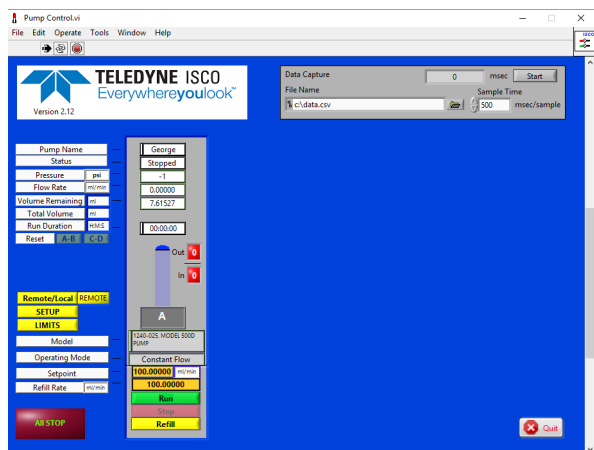 Pump Control.vi
File Edit Operate Tools Window Help
ISCO
TELEDYNE ISCO
Everywhereyoulook™
Version 2.12
Data Capture
0 msec Start
File Name
Sample Time
c:\data.csv
500 msec/sample
Pump Name George
Status Stopped
Pressure psi -1
Flow Rate ml/min 0.00000
Volume Remaining ml 7.61527
Total Volume ml
Run Duration H:M:S 00:00:00
Reset A-B C-D
Out 0
In 0
Remote/Local REMOTE
SETUP
LIMITS
A
Model 1240-025, MODEL 500D
PUMP
Operating Mode Constant Flow
Setpoint 100.00000 ml/min
Refill Rate ml/min 100.00000
Run
Stop
Refill
All STOP
Quit